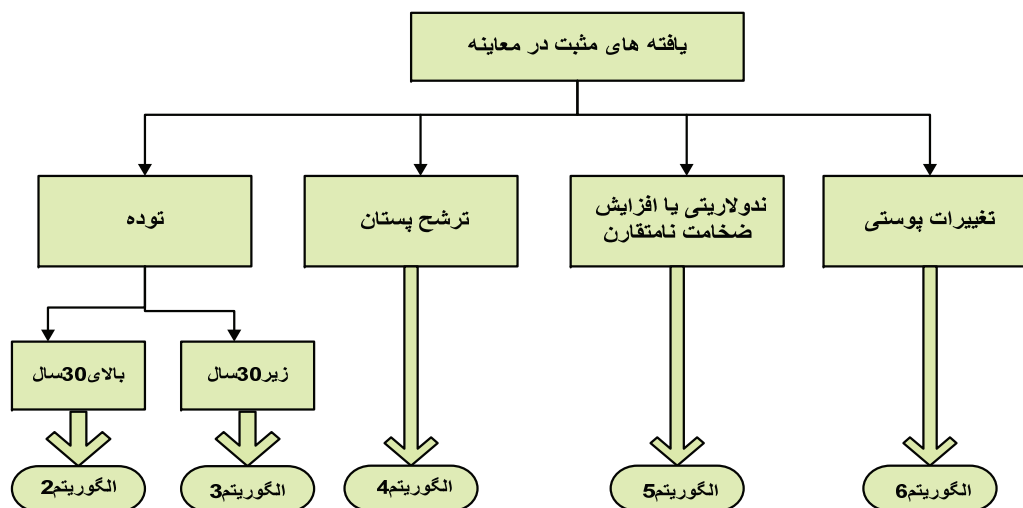 یافته های مثبت در معاینه
تغییرات پوستی
ندولاریتی یا افزایش
ضخامت نامتقارن
ترشح پستان
توده
زیر30سال
بالای30سال
الگوریتم6
الگوریتم5
الگوریتم4
الگوریتم3
الگوریتم2